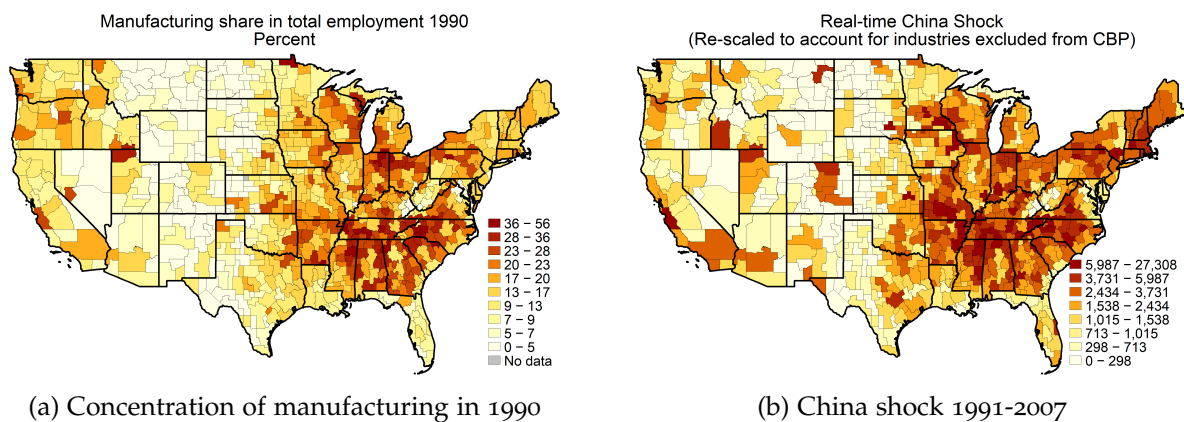 Manufacturing share in total employment 1990
Percent
36 – 56
28 – 36
23 – 28
20 – 23
17 – 20
13 – 17
9 – 13
7 – 9
5 – 7
0 – 5
No data
(a) Concentration of manufacturing in 1990
Real-time China Shock
(Re-scaled to account for industries excluded from CBP)
5,987 – 27,308
3,731 – 5,987
2,434 – 3,731
1,538 – 2,434
1,015 – 1,538
713 – 1,015
298 – 713
0 – 298
(b) China shock 1991-2007